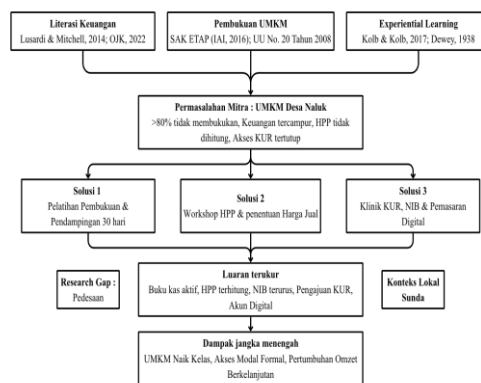 Literasi Keuangan
Lusardi & Mitchell, 2014; OJK, 2022
Pembukuan UMKM
SAK ETAP (IAI, 2016); UU No. 20 Tahun 2008
Experiential Learning
Kolb & Kolb, 2017; Dewey, 1938
Permasalahan Mitra : UMKM Desa Naluk
>80% tidak membukukan, Keuangan tercampur, HPP tidak
dihitung, Akses KUR tertutup
Solusi 1
Pelatihan Pembukuan &
Pendampingan 30 hari
Solusi 2
Workshop HPP & penentuan Harga Jual
Solusi 3
Klinik KUR, NIB & Pemasaran
Digital
Research Gap :
Pedesaan
Luaran terukur
Buku kas aktif, HPP terhitung, NIB terurus, Pengajuan KUR,
Akun Digital
Konteks Lokal
Sunda
Dampak jangka menengah
UMKM Naik Kelas, Akses Modal Formal, Pertumbuhan Omzet
Berkelanjutan